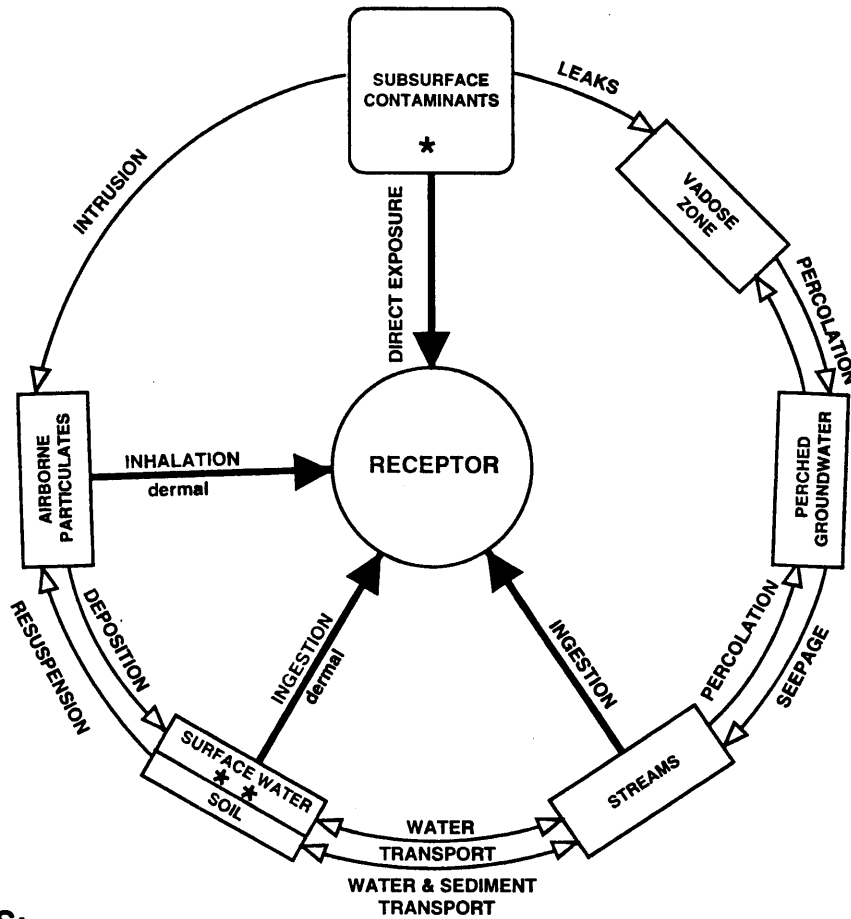 SUBSURFACE
CONTAMINANTS
*
LEAKS
INTRUSION
VADOSE
ZONE
DIRECT EXPOSURE
PERCOLATION
AIRBORNE
PARTICULATES
INHALATION
dermal
RECEPTOR
PERCHED
GROUNDWATER
RESUSPENSION
DEPOSITION
INGESTION
dermal
INGESTION
PERCOLATION
SEEPAGE
SURFACE WATER
* *
SOIL
STREAMS
WATER
TRANSPORT
WATER & SEDIMENT
TRANSPORT